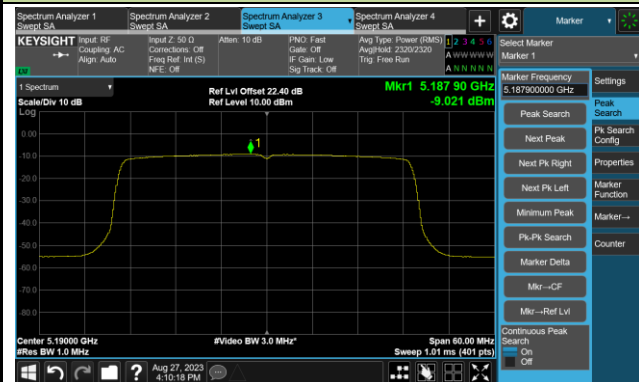 Spectrum Analyzer 1
Swept SA
Spectrum Analyzer 2
Swept SA
Spectrum Analyzer 3
Swept SA
Spectrum Analyzer 4
Swept SA
+
Marker
KEYSIGHT
Input: RF
Coupling: AC
Align: Auto
Input Z: 50 Ω
Corrections: Off
Freq Ref: Int (S)
NFE: Off
Atten: 10 dB
PNO: Fast
Gate: Off
IF Gain: Low
Sig Track: Off
Avg Type: Power (RMS)
Avg|Hold: 2320/2320
Trig: Free Run
1 2 3 4 5 6
A W W W W W
A N N N N N
LXI
Select Marker
Marker 1
1 Spectrum
Scale/Div 10 dB
Log
Ref Lvl Offset 22.40 dB
Ref Level 10.00 dBm
Mkr1 5.187 90 GHz
-9.021 dBm
Marker Frequency
5.187900000 GHz
Settings
Peak Search
Peak
Search
Next Peak
Pk Search
Config
Next Pk Right
Properties
Next Pk Left
Marker
Function
Minimum Peak
Marker→
Pk-Pk Search
Counter
Marker Delta
Mkr→CF
Mkr→Ref Lvl
Continuous Peak
Search
On
Off
1
0.00
-10.0
-20.0
-30.0
-40.0
-50.0
-60.0
-70.0
-80.0
Center 5.19000 GHz
#Res BW 1.0 MHz
#Video BW 3.0 MHz*
Span 60.00 MHz
Sweep 1.01 ms (401 pts)
Aug 27, 2023
4:10:18 PM